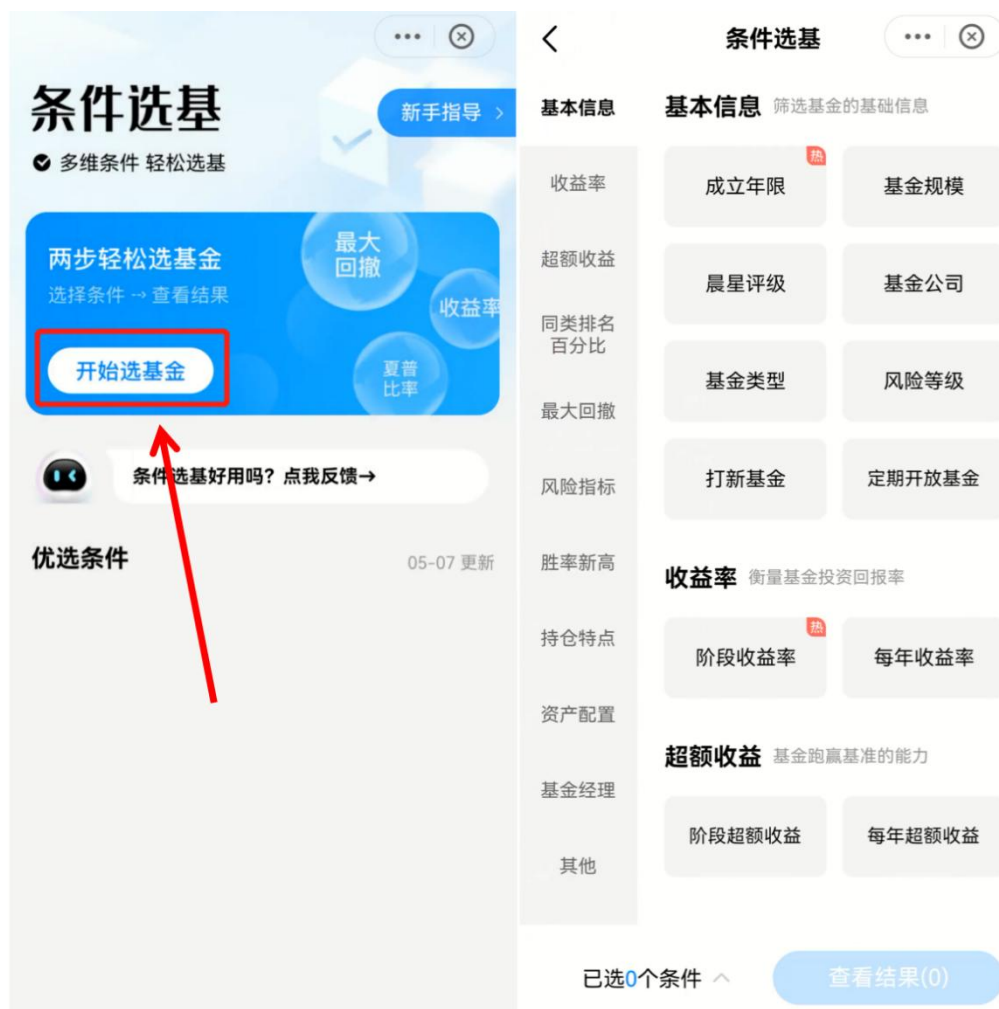 条件选基
新手指导 >
多维条件 轻松选基
两步轻松选基金
选择条件 --> 查看结果
开始选基金
最大
回撤
收益率
夏普
比率
条件选基好用吗？点我反馈→
优选条件
05-07 更新
条件选基
基本信息
收益率
超额收益
同类排名
百分比
最大回撤
风险指标
胜率新高
持仓特点
资产配置
基金经理
其他
基本信息 筛选基金的基础信息
热
成立年限
基金规模
晨星评级
基金公司
基金类型
风险等级
打新基金
定期开放基金
收益率 衡量基金投资回报率
热
阶段收益率
每年收益率
超额收益 基金跑赢基准的能力
阶段超额收益
每年超额收益
已选0个条件
查看结果(0)